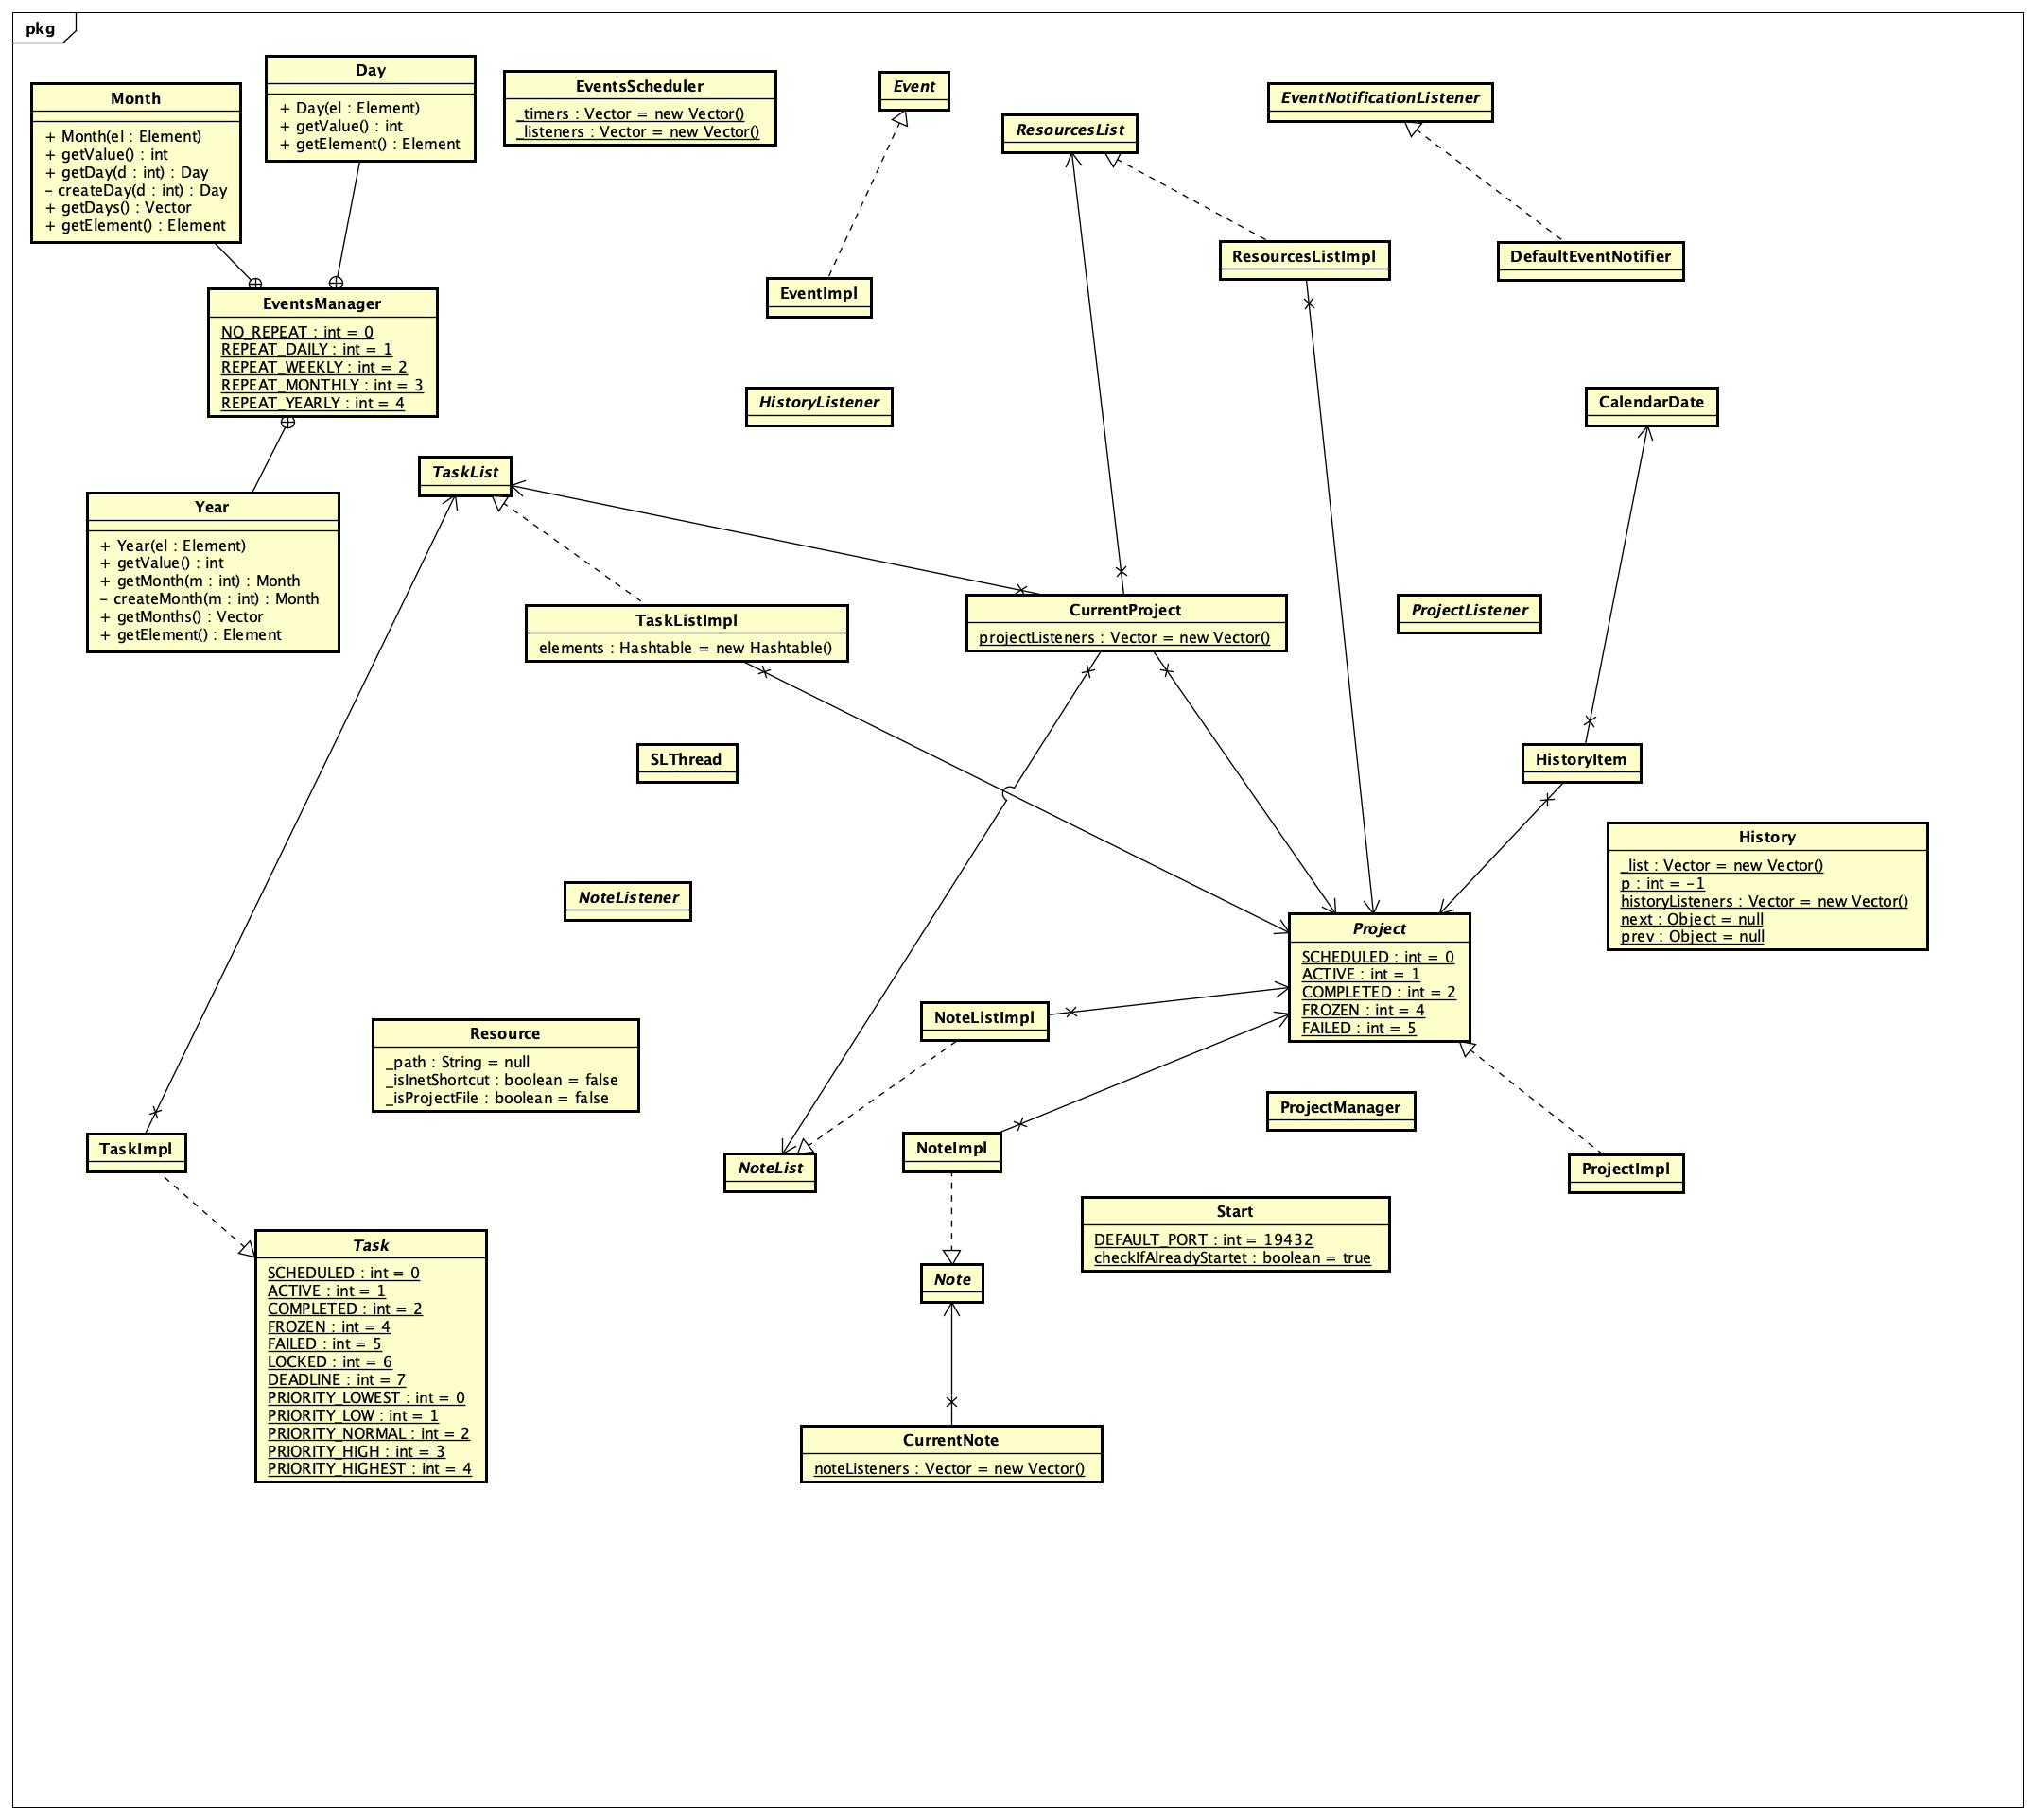 pkg
Month
+ Month(el : Element)
+ getValue() : int
+ getDay(d : int) : Day
– createDay(d : int) : Day
+ getDays() : Vector
+ getElement() : Element
Day
+ Day(el : Element)
+ getValue() : int
+ getElement() : Element
EventsScheduler
_timers : Vector = new Vector()
_listeners : Vector = new Vector()
Event
ResourcesList
EventNotificationListener
EventsManager
NO_REPEAT : int = 0
REPEAT_DAILY : int = 1
REPEAT_WEEKLY : int = 2
REPEAT_MONTHLY : int = 3
REPEAT_YEARLY : int = 4
EventImpl
ResourcesListImpl
DefaultEventNotifier
HistoryListener
CalendarDate
TaskList
Year
+ Year(el : Element)
+ getValue() : int
+ getMonth(m : int) : Month
– createMonth(m : int) : Month
+ getMonths() : Vector
+ getElement() : Element
TaskListImpl
elements : Hashtable = new Hashtable()
CurrentProject
projectListeners : Vector = new Vector()
ProjectListener
SLThread
HistoryItem
History
_list : Vector = new Vector()
p : int = –1
historyListeners : Vector = new Vector()
next : Object = null
prev : Object = null
NoteListener
Project
SCHEDULED : int = 0
ACTIVE : int = 1
COMPLETED : int = 2
FROZEN : int = 4
FAILED : int = 5
NoteListImpl
Resource
_path : String = null
_isInetShortcut : boolean = false
_isProjectFile : boolean = false
ProjectManager
TaskImpl
NoteList
NoteImpl
ProjectImpl
Start
DEFAULT_PORT : int = 19432
checkIfAlreadyStartet : boolean = true
Task
SCHEDULED : int = 0
ACTIVE : int = 1
COMPLETED : int = 2
FROZEN : int = 4
FAILED : int = 5
LOCKED : int = 6
DEADLINE : int = 7
PRIORITY_LOWEST : int = 0
PRIORITY_LOW : int = 1
PRIORITY_NORMAL : int = 2
PRIORITY_HIGH : int = 3
PRIORITY_HIGHEST : int = 4
Note
CurrentNote
noteListeners : Vector = new Vector()